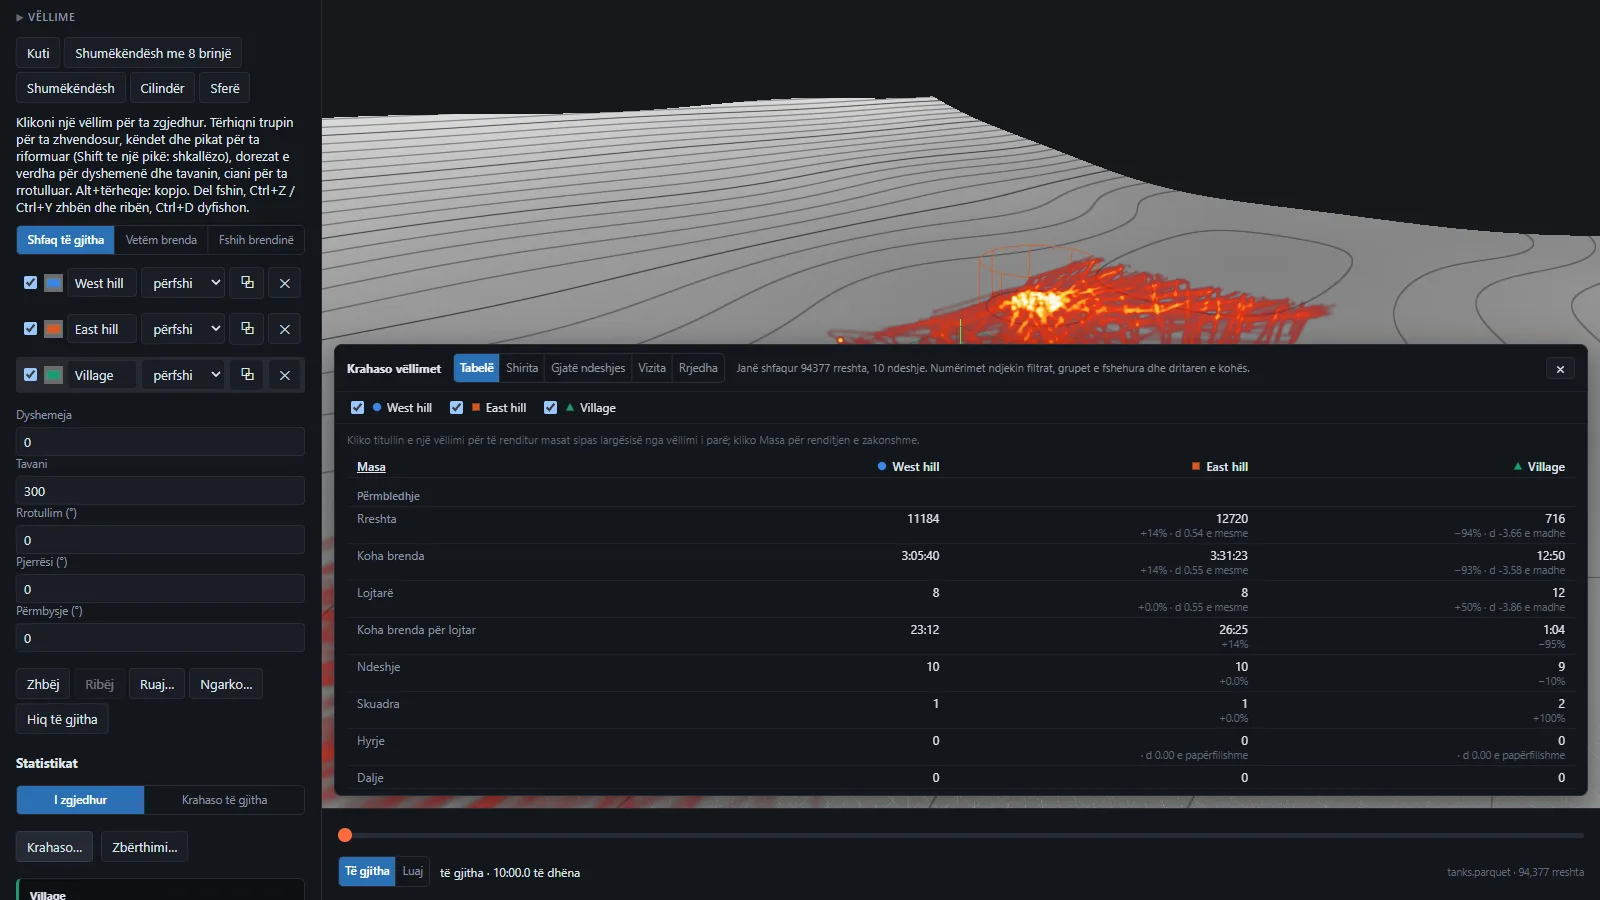 VËLLIME
Kuti
Shumëkëndësh me 8 brinjë
Shumëkëndësh
Cilindër
Sferë
Klikoni një vëllim për ta zgjedhur. Tërhiqni trupin
për ta zhvendosur, këndet dhe pikat për ta
riformuar (Shift te një pikë: shkallëzo), dorezat e
verdha për dyshemenë dhe tavanin, ciani për ta
rrotulluar. Alt+tërheqje: kopjo. Del fshin, Ctrl+Z /
Ctrl+Y zhbën dhe ribën, Ctrl+D dyfishon.
Shfaq të gjitha
Vetëm brenda
Fshih brendinë
West hill
përfshi
East hill
përfshi
Village
përfshi
Dyshemeja
0
Tavani
300
Rrotullim (°)
0
Pjerrësi (°)
0
Përmbysje (°)
0
Zhbëj
Ribëj
Ruaj...
Ngarko...
Hiq të gjitha
Statistikat
I zgjedhur
Krahaso të gjitha
Krahaso...
Zbërthimi...
Village
Krahaso vëllimet
Tabelë
Shirita
Gjatë ndeshjes
Vizita
Rrjedha
Janë shfaqur 94377 rreshta, 10 ndeshje. Numërimet ndjekin filtrat, grupet e fshehura dhe dritaren e kohës.
West hill
East hill
Village
Kliko titullin e një vëllimi për të renditur masat sipas largësisë nga vëllimi i parë; kliko Masa për renditjen e zakonshme.
Masa
West hill
East hill
Village
Përmbledhje
Rreshta
11184
12720
716
+14% · d 0.54 e mesme
−94% · d -3.66 e madhe
Koha brenda
3:05:40
3:31:23
12:50
+14% · d 0.55 e mesme
−93% · d -3.58 e madhe
Lojtarë
8
8
12
+0.0% · d 0.55 e mesme
+50% · d -3.86 e madhe
Koha brenda për lojtar
23:12
26:25
1:04
+14%
−95%
Ndeshje
10
10
9
+0.0%
−10%
Skuadra
1
1
2
+0.0%
+100%
Hyrje
0
0
0
· d 0.00 e papërfillshme
· d 0.00 e papërfillshme
Dalje
0
0
0
Të gjitha
Luaj
të gjitha · 10:00.0 të dhëna
tanks.parquet · 94,377 rreshta